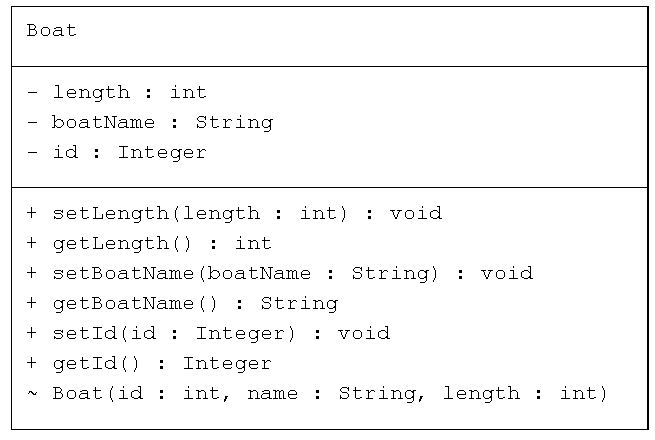 Boat
- length : int
- boatName : String
- id : Integer
+ setLength(length : int) : void
+ getLength() : int
+ setBoatName(boatName : String) : void
+ getBoatName() : String
+ setId(id : Integer) : void
+ getId() : Integer
~ Boat(id : int, name : String, length : int)